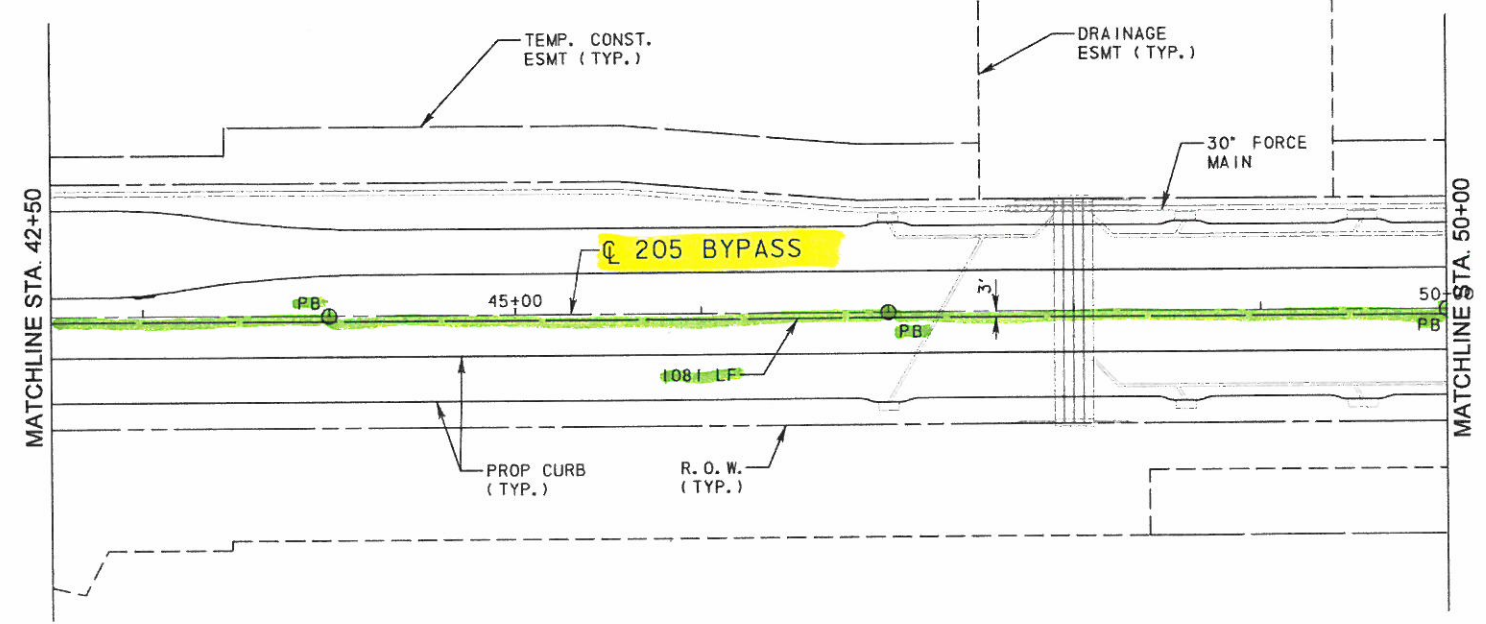 TEMP. CONST.
ESMT (TYP.)
DRAINAGE
ESMT (TYP.)
30" FORCE
MAIN
MATCHLINE STA. 42+50
MATCHLINE STA. 50+00
℄ 205 BYPASS
PB
45+00
3'
PB
PB
1081 LF
PROP CURB
(TYP.)
R.O.W.
(TYP.)